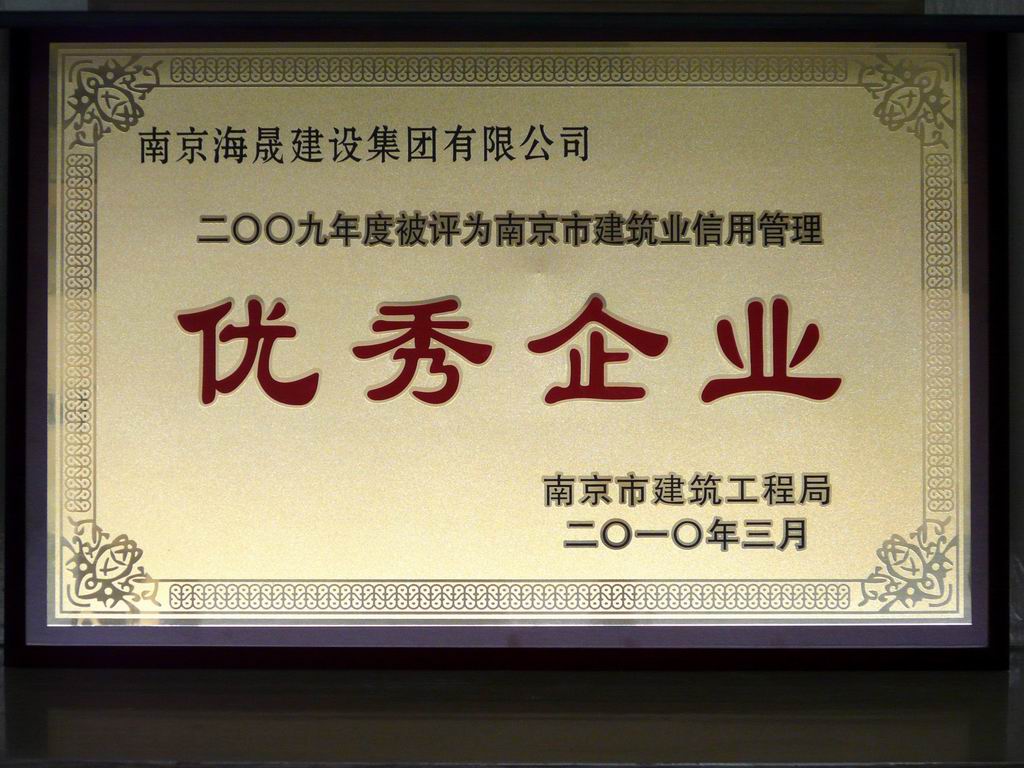 南京海晟建设集团有限公司
二〇〇九年度被评为南京市建筑业信用管理
优秀企业
南京市建筑工程局
二〇一〇年三月